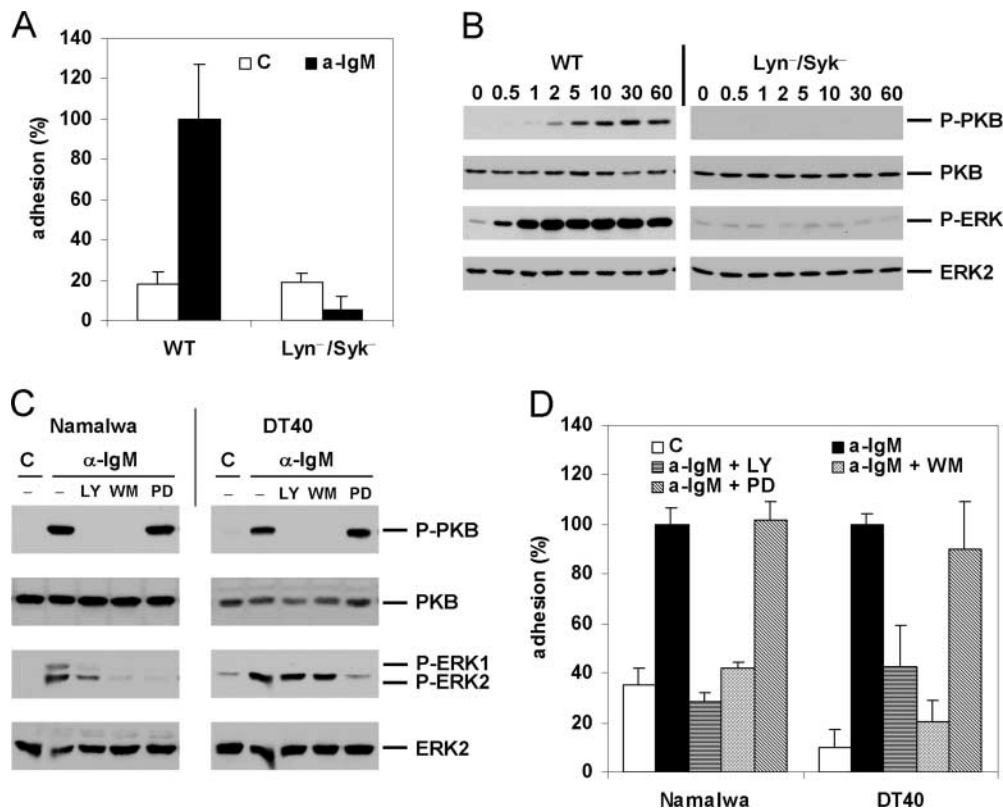 A
140
120
100
80
60
40
20
0
adhesion (%)
C a-IgM
WT Lyn⁻/Syk⁻
B
WT Lyn⁻/Syk⁻
0 0.5 1 2 5 10 30 60 0 0.5 1 2 5 10 30 60
P-PKB
PKB
P-ERK
ERK2
C
Namalwa DT40
C α-IgM C α-IgM
– – LY WM PD – – LY WM PD
P-PKB
PKB
P-ERK1
P-ERK2
ERK2
D
140
120
100
80
60
40
20
0
adhesion (%)
C a-IgM
a-IgM + LY a-IgM + WM
a-IgM + PD
Namalwa DT40